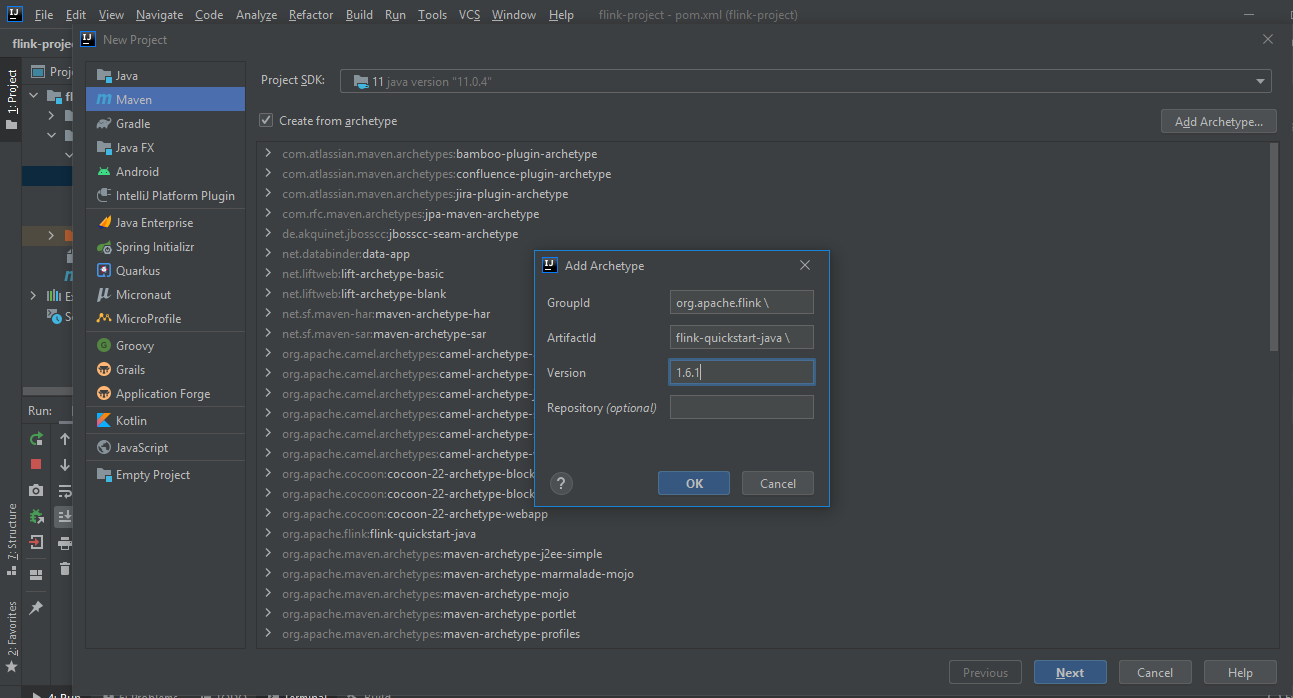 File Edit View Navigate Code Analyze Refactor Build Run Tools VCS Window Help flink-project - pom.xml (flink-project)
flink-proje
New Project
1: Project
Proj
Java
Maven
Gradle
Java FX
Android
IntelliJ Platform Plugin
Java Enterprise
Spring Initializr
Quarkus
Micronaut
MicroProfile
Groovy
Grails
Application Forge
Kotlin
JavaScript
Empty Project
Project SDK: 11 java version "11.0.4"
Create from archetype
Add Archetype...
com.atlassian.maven.archetypes:bamboo-plugin-archetype
com.atlassian.maven.archetypes:confluence-plugin-archetype
com.atlassian.maven.archetypes:jira-plugin-archetype
com.rfc.maven.archetypes:jpa-maven-archetype
de.akquinet.jbosscc:jbosscc-seam-archetype
net.databinder:data-app
net.liftweb:lift-archetype-basic
net.liftweb:lift-archetype-blank
net.sf.maven-har:maven-archetype-har
net.sf.maven-sar:maven-archetype-sar
org.apache.camel.archetypes:camel-archetype-
org.apache.camel.archetypes:camel-archetype-
org.apache.camel.archetypes:camel-archetype-
org.apache.camel.archetypes:camel-archetype-
org.apache.camel.archetypes:camel-archetype-
org.apache.camel.archetypes:camel-archetype-
org.apache.cocoon:cocoon-22-archetype-block
org.apache.cocoon:cocoon-22-archetype-block
org.apache.cocoon:cocoon-22-archetype-webapp
org.apache.flink:flink-quickstart-java
org.apache.maven.archetypes:maven-archetype-j2ee-simple
org.apache.maven.archetypes:maven-archetype-marmalade-mojo
org.apache.maven.archetypes:maven-archetype-mojo
org.apache.maven.archetypes:maven-archetype-portlet
org.apache.maven.archetypes:maven-archetype-profiles
Add Archetype
GroupId org.apache.flink \
ArtifactId flink-quickstart-java \
Version 1.6.1
Repository (optional)
? OK Cancel
Run:
7: Structure
2: Favorites
Previous Next Cancel Help
4: Run 6: Problems TODO Terminal Build